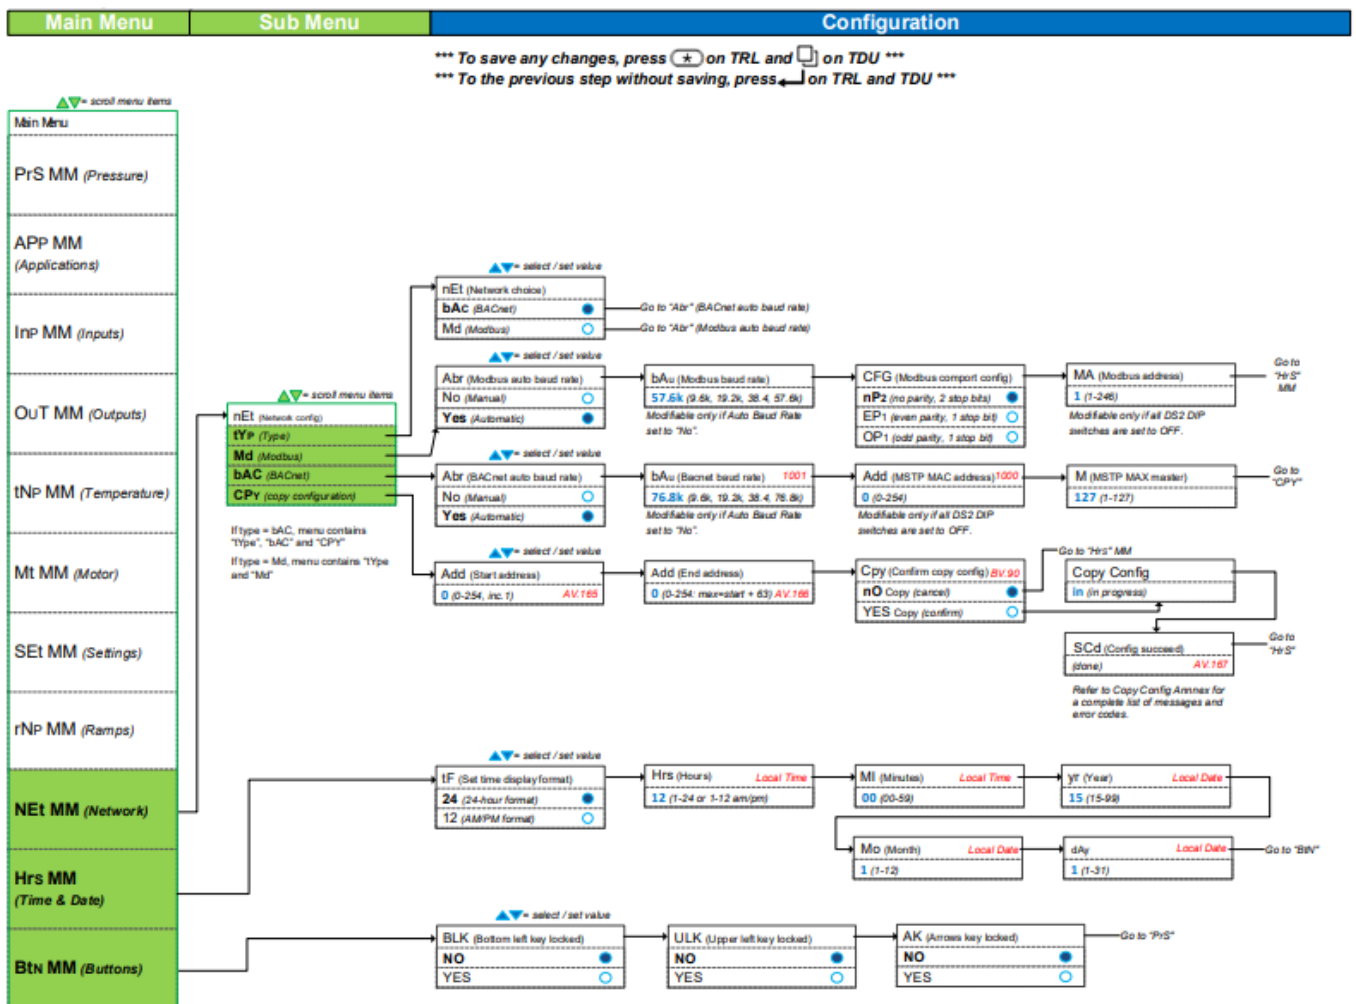 Main Menu Sub Menu Configuration
*** To save any changes, press * on TRL and on TDU ***
*** To the previous step without saving, press on TRL and TDU ***
= scroll menu items
Main Menu
PrS MM (Pressure)
APP MM
(Applications)
InP MM (Inputs)
OuT MM (Outputs)
tNP MM (Temperature)
Mt MM (Motor)
SEt MM (Settings)
rNP MM (Ramps)
NEt MM (Network)
Hrs MM
(Time & Date)
BtN MM (Buttons)
= scroll menu items
nEt (Network config)
tYP (Type)
Md (Modbus)
bAC (BACnet)
CPY (copy configuration)
If type = bAC, menu contains
"tYpe", "bAC" and "CPY"
If type = Md, menu contains "tYpe
and "Md"
= select / set value
nEt (Network choice)
bAc (BACnet)
Md (Modbus)
Go to "Abr" (BACnet auto baud rate)
Go to "Abr" (Modbus auto baud rate)
= select / set value
Abr (Modbus auto baud rate)
No (Manual)
Yes (Automatic)
bAu (Modbus baud rate)
57.6k (9.6k, 19.2k, 38.4, 57.6k)
Modifiable only if Auto Baud Rate
set to "No".
CFG (Modbus comport config)
nP2 (no parity, 2 stop bits)
EP1 (even parity, 1 stop bit)
OP1 (odd parity, 1 stop bit)
MA (Modbus address)
1 (1-246)
Modifiable only if all DS2 DIP
switches are set to OFF.
Go to
"HrS"
MM
= select / set value
Abr (BACnet auto baud rate)
No (Manual)
Yes (Automatic)
bAu (Bacnet baud rate) 1001
76.8k (9.6k, 19.2k, 38.4, 76.8k)
Modifiable only if Auto Baud Rate
set to "No".
Add (MSTP MAC address) 1000
0 (0-254)
Modifiable only if all DS2 DIP
switches are set to OFF.
M (MSTP MAX master)
127 (1-127)
Go to
"CPY"
= select / set value
Add (Start address)
0 (0-254, inc.1) AV.165
Add (End address)
0 (0-254: max=start + 63) AV.166
Cpy (Confirm copy config) BV.90
nO Copy (cancel)
YES Copy (confirm)
Go to "Hrs" MM
Copy Config
in (in progress)
SCd (Config succeed)
(done) AV.167
Go to
"HrS"
Refer to Copy Config Annnex for
a complete list of messages and
error codes.
= select / set value
tF (Set time display format)
24 (24-hour format)
12 (AM/PM format)
Hrs (Hours) Local Time
12 (1-24 or 1-12 am/pm)
MI (Minutes) Local Time
00 (00-59)
yr (Year) Local Date
15 (15-99)
Mo (Month) Local Date
1 (1-12)
dAy Local Date
1 (1-31)
Go to "BtN"
= select / set value
BLK (Bottom left key locked)
NO
YES
ULK (Upper left key locked)
NO
YES
AK (Arrows key locked)
NO
YES
Go to "PrS"